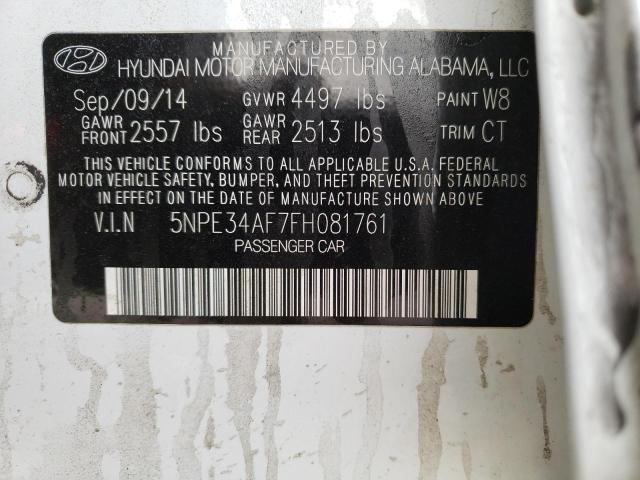 MANUFACTURED BY
HYUNDAI MOTOR MANUFACTURING ALABAMA, LLC
Sep/09/14 GVWR 4497 lbs PAINT W8
GAWR FRONT 2557 lbs GAWR REAR 2513 lbs TRIM CT
THIS VEHICLE CONFORMS TO ALL APPLICABLE U.S.A. FEDERAL
MOTOR VEHICLE SAFETY, BUMPER, AND THEFT PREVENTION
STANDARDS IN EFFECT ON THE DATE OF MANUFACTURE SHOWN ABOVE
V.I.N 5NPE34AF7FH081761
PASSENGER CAR